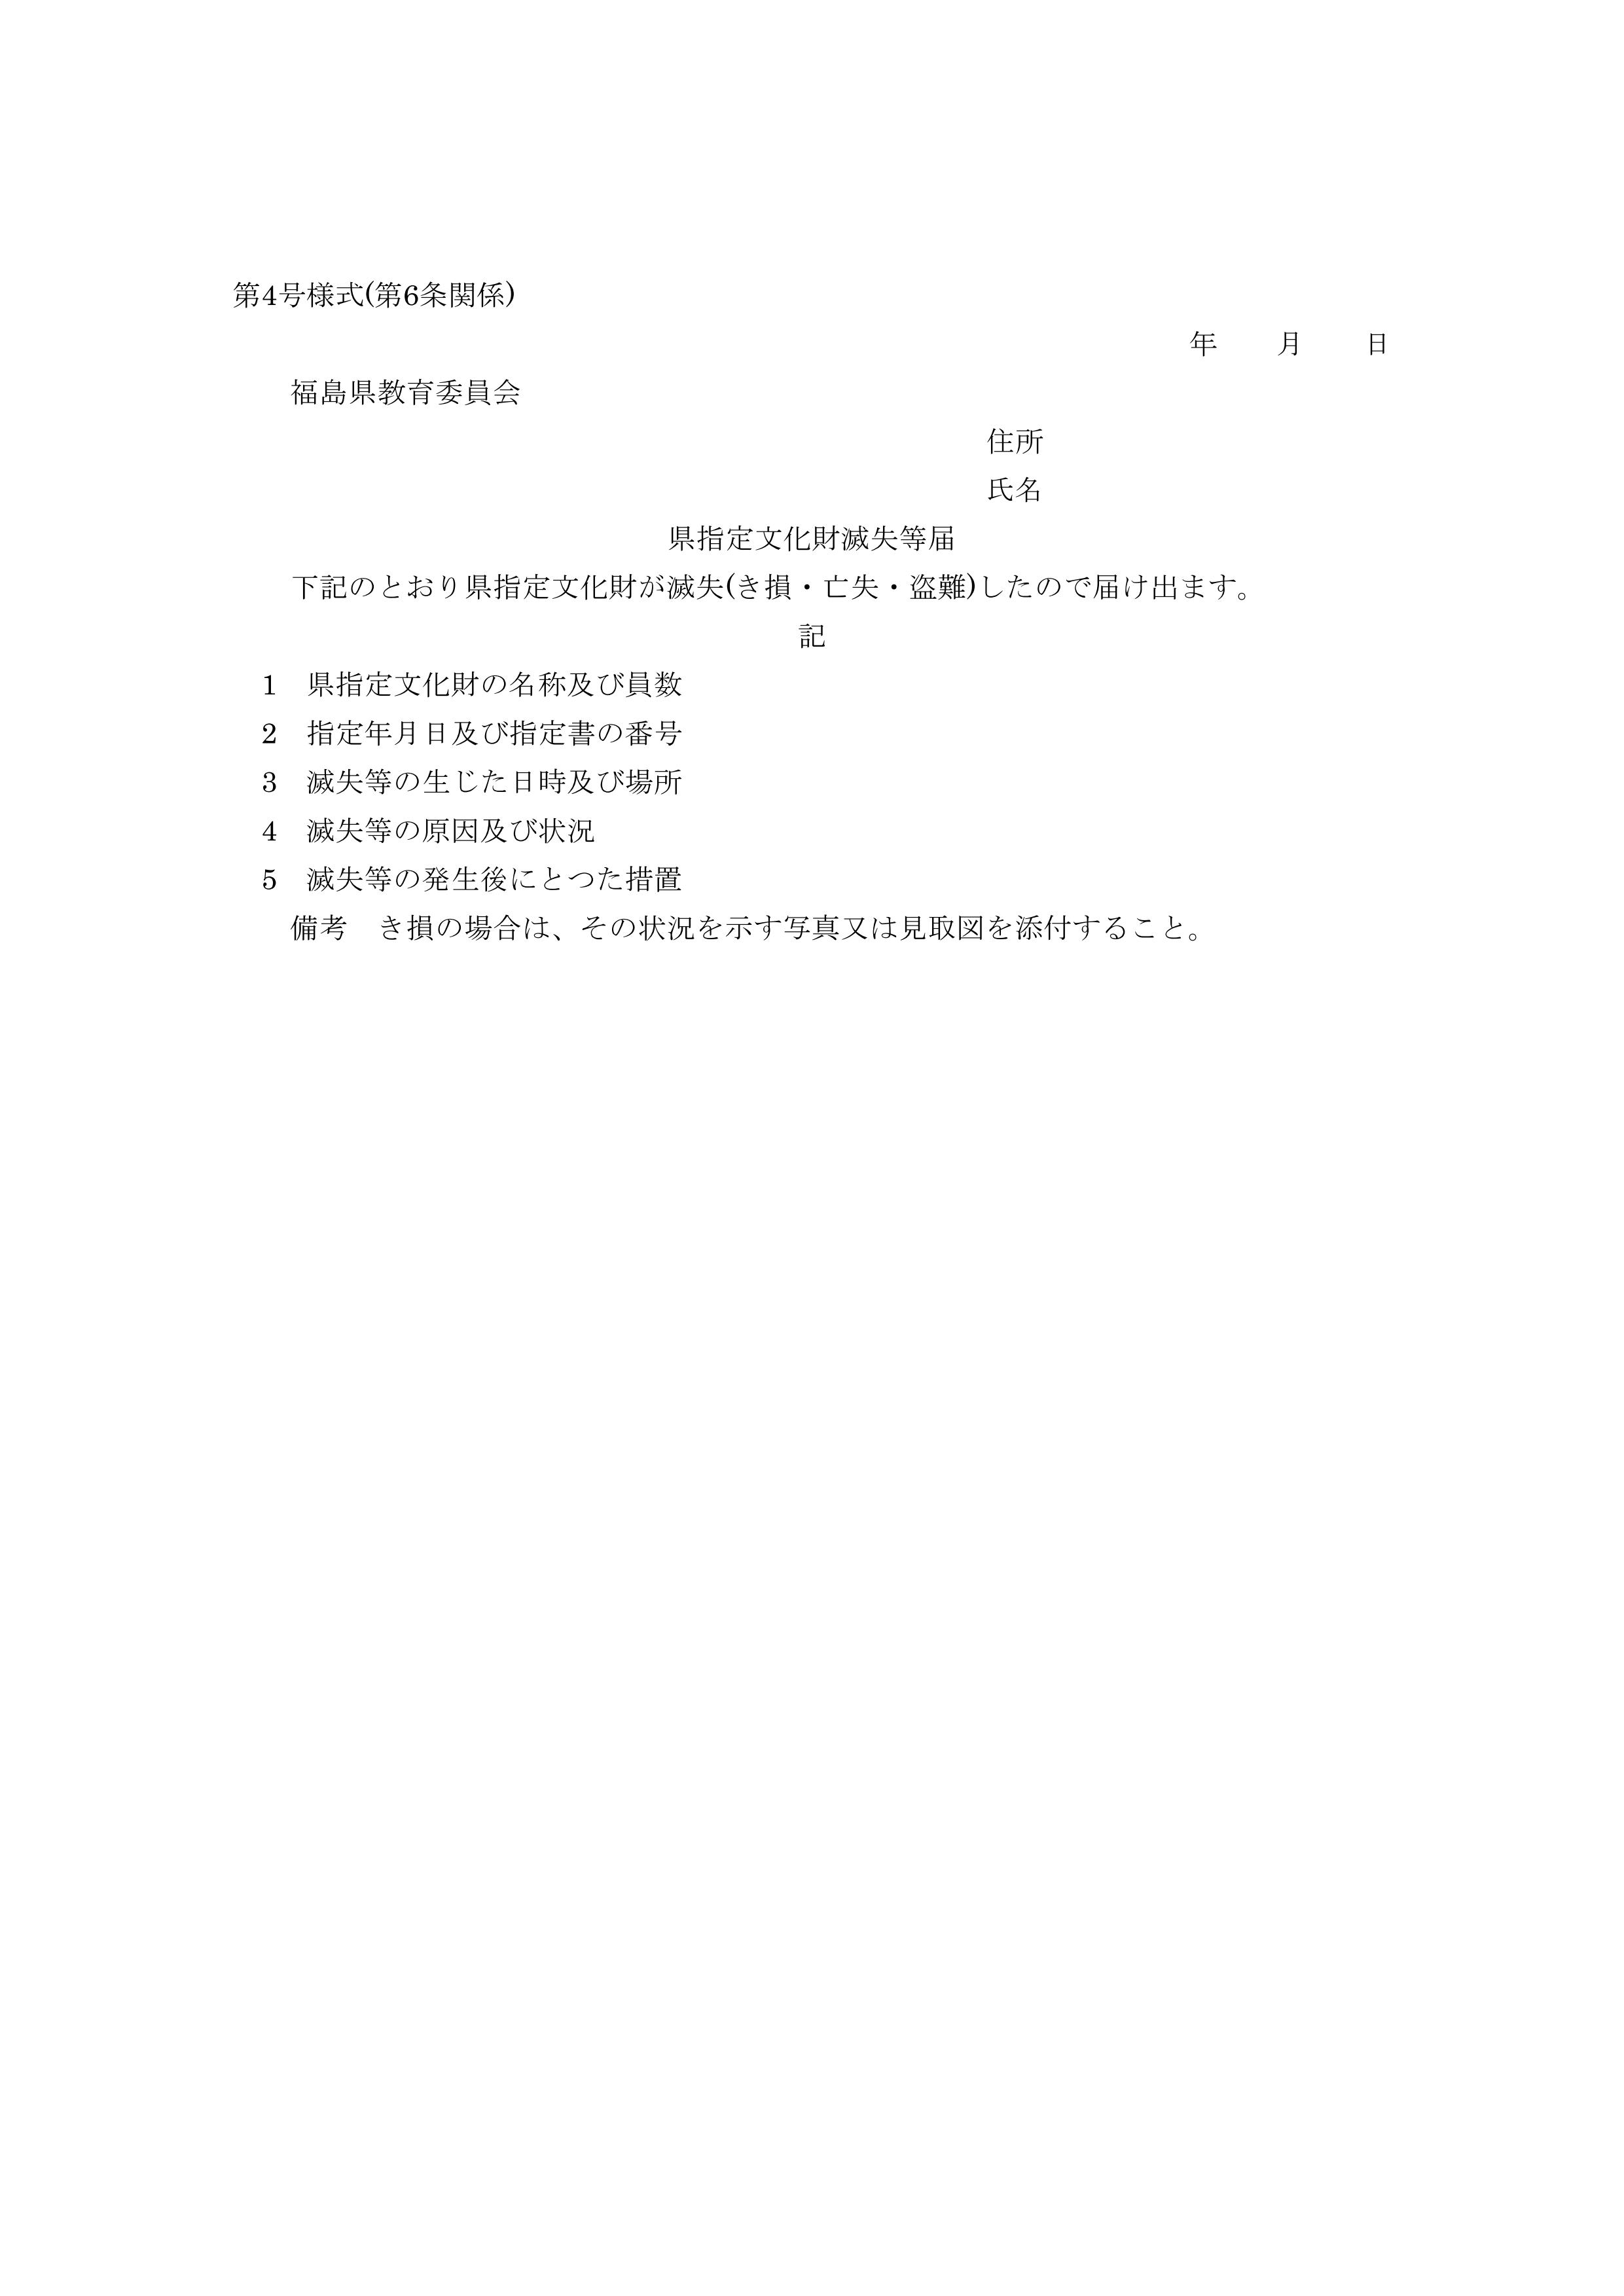 第4号様式(第6条関係)
年　　月　　日
福島県教育委員会
住所
氏名
県指定文化財滅失等届
下記のとおり県指定文化財が滅失(き損・亡失・盗難)したので届け出ます。
記
1　県指定文化財の名称及び員数
2　指定年月日及び指定書の番号
3　滅失等の生じた日時及び場所
4　滅失等の原因及び状況
5　滅失等の発生後にとつた措置
備考　き損の場合は、その状況を示す写真又は見取図を添付すること。